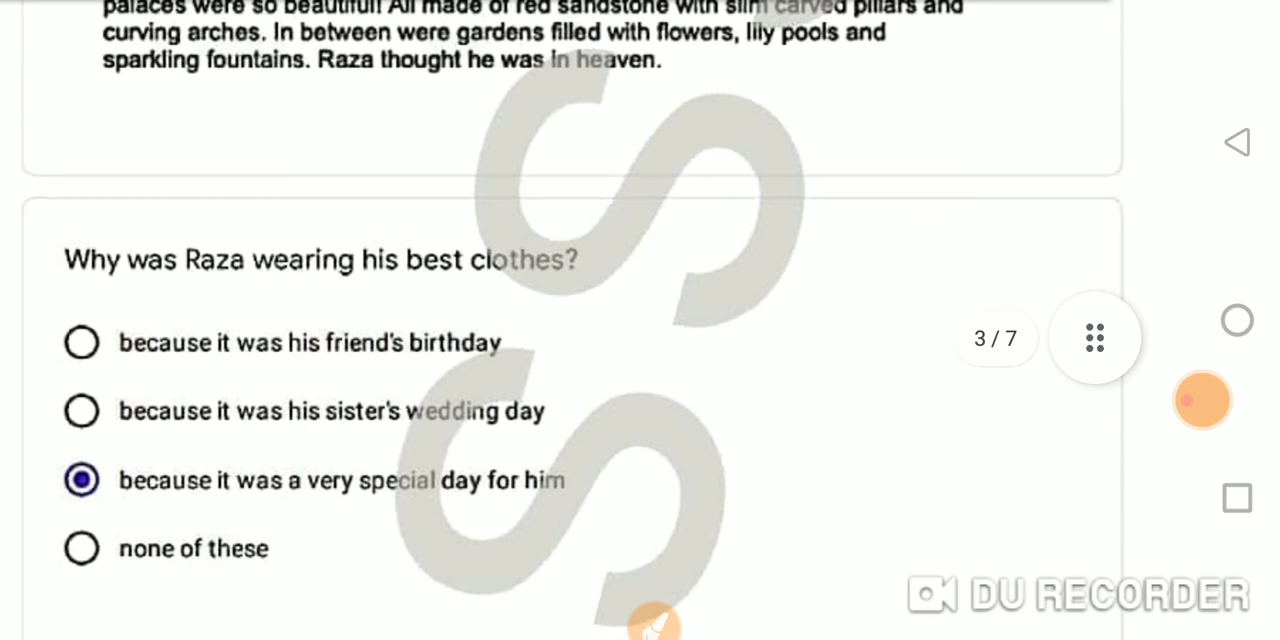 palaces were so beautiful! All made of red sandstone with slim carved pillars and
curving arches. In between were gardens filled with flowers, lily pools and
sparkling fountains. Raza thought he was in heaven.
Why was Raza wearing his best clothes?
because it was his friend's birthday
because it was his sister's wedding day
3 / 7
because it was a very special day for him
none of these
DU RECORDER
S
S